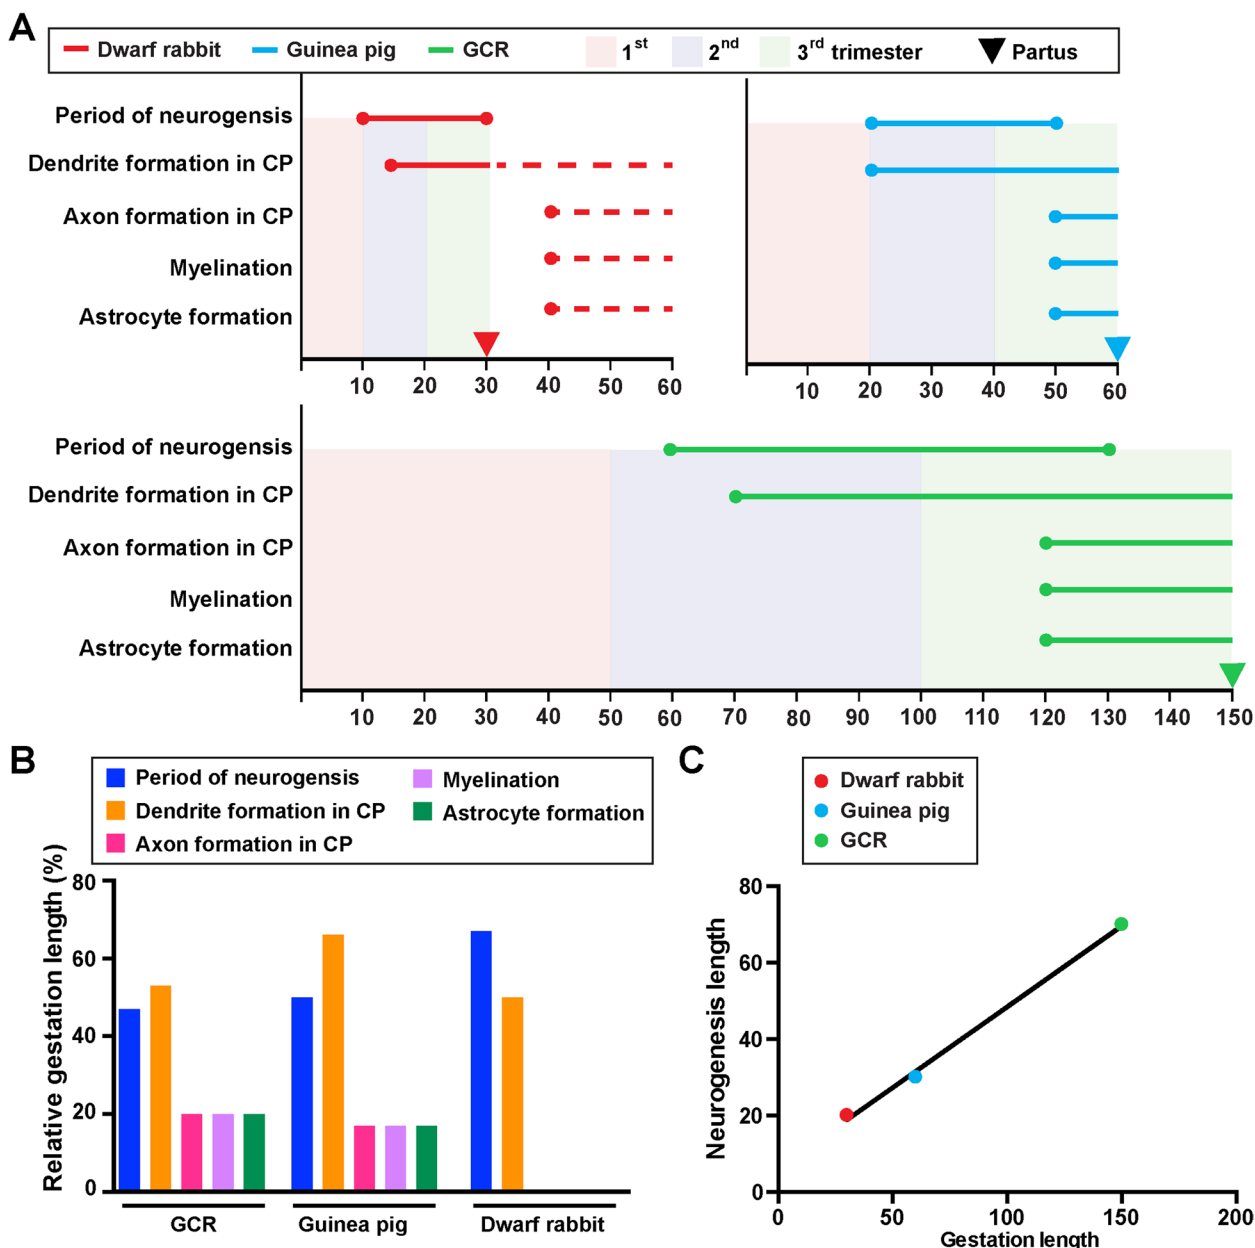 A
Dwarf rabbit Guinea pig GCR 1st 2nd 3rd trimester Partus
Period of neurogensis
Dendrite formation in CP
Axon formation in CP
Myelination
Astrocyte formation
10 20 30 40 50 60
10 20 30 40 50 60
Period of neurogensis
Dendrite formation in CP
Axon formation in CP
Myelination
Astrocyte formation
10 20 30 40 50 60 70 80 90 100 110 120 130 140 150
B
Period of neurogensis Myelination
Dendrite formation in CP Astrocyte formation
Axon formation in CP
Relative gestation length (%)
80
60
40
20
0
GCR Guinea pig Dwarf rabbit
C
Dwarf rabbit
Guinea pig
GCR
Neurogenesis length
80
60
40
20
0
0 50 100 150 200
Gestation length